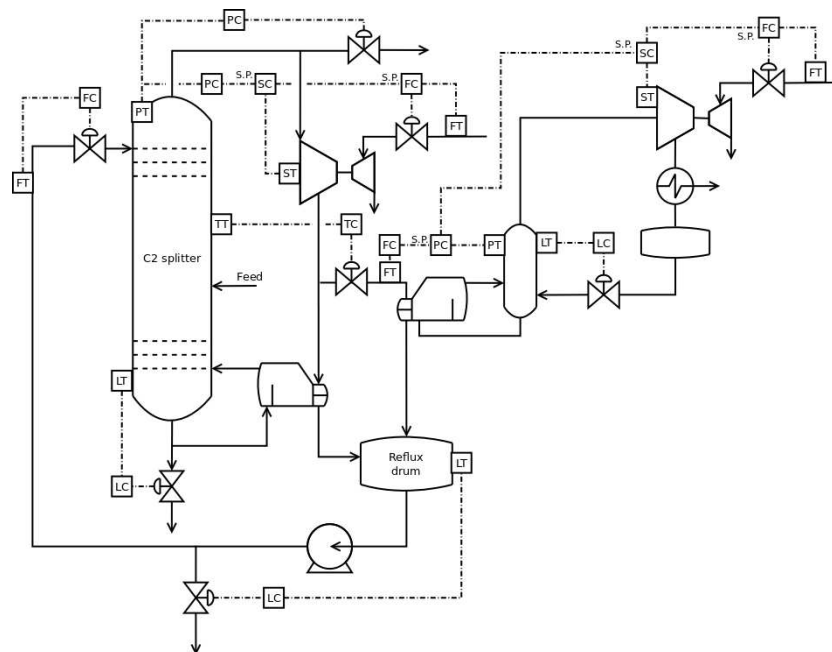 PC
S.P.
FC
S.P.
SC
FT
FC
PT
PC
S.P.
SC
S.P.
FC
FT
ST
FT
ST
TT
TC
FC
S.P.
PC
PT
LT
LC
C2 splitter
FT
Feed
LT
Reflux
drum
LT
LC
LC